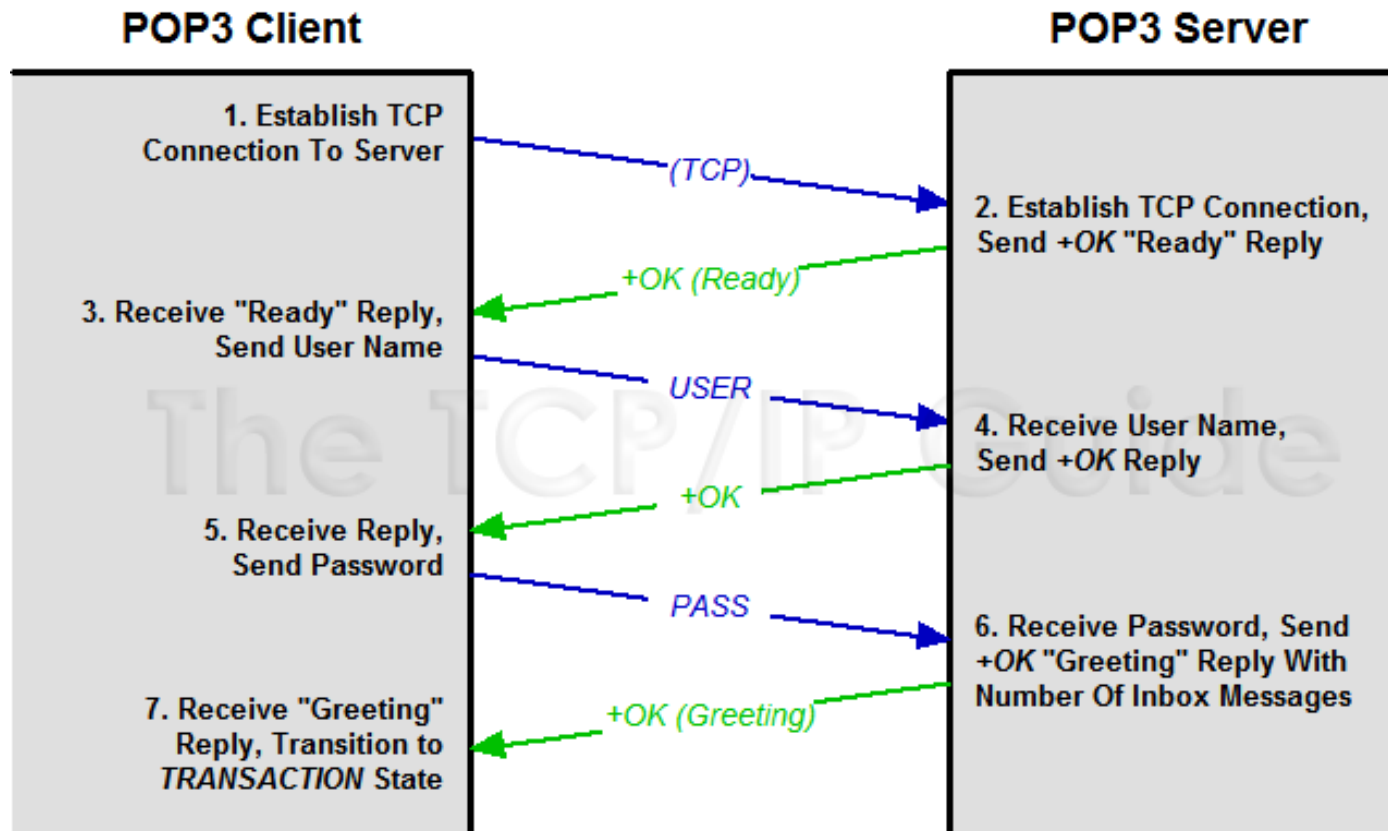 POP3 Client
POP3 Server
1. Establish TCP
Connection To Server
(TCP)
2. Establish TCP Connection,
Send +OK "Ready" Reply
+OK (Ready)
3. Receive "Ready" Reply,
Send User Name
USER
The TCP/IP Guide
4. Receive User Name,
Send +OK Reply
+OK
5. Receive Reply,
Send Password
PASS
6. Receive Password, Send
+OK "Greeting" Reply With
Number Of Inbox Messages
+OK (Greeting)
7. Receive "Greeting"
Reply, Transition to
TRANSACTION State